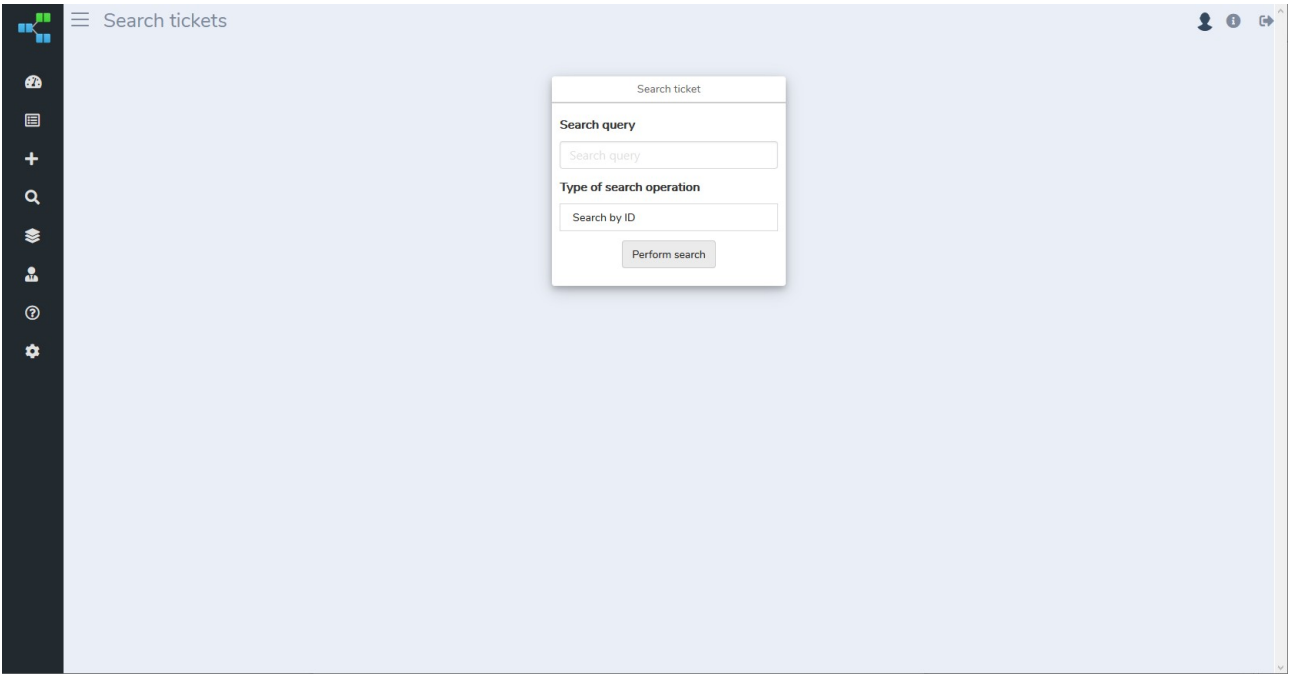 Search tickets
Search ticket
Search query
Search query
Type of search operation
Search by ID
Perform search